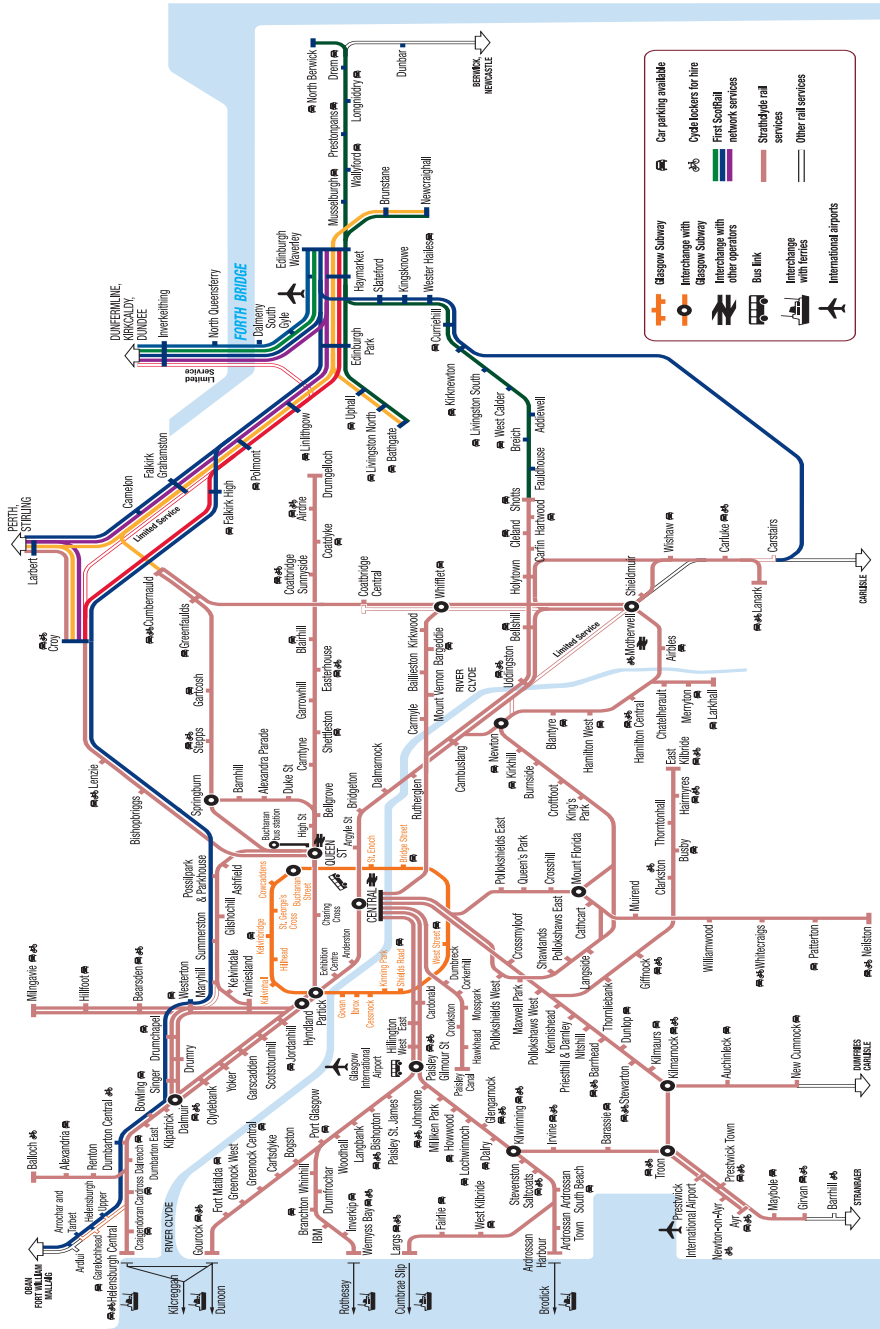 OBAN
FORT WILLIAM
MALLAIG
Ardlui
Arrochar and
Tarbet
Garelochhead
Helensburgh
Upper
Helensburgh Central
Craigendoran
Cardross
Dalreoch
Dumbarton Central
Dumbarton East
Balloch
Alexandria
Renton
Bowling
Kilpatrick
Dalmuir
Singer
Drumry
Drumchapel
Clydebank
Yoker
Garscadden
Scotstounhill
Jordanhill
Hyndland
Partick
Milngavie
Hillfoot
Bearsden
Westerton
Maryhill
Summerston
Gilshochill
Possilpark
& Parkhouse
Ashfield
Kelvindale
Anniesland
Bishopbriggs
Lenzie
Croy
Larbert
PERTH,
STIRLING
Camelon
Falkirk
Grahamston
Limited Service
Falkirk High
Polmont
Linlithgow
DUNFERMLINE,
KIRKCALDY,
DUNDEE
Inverkeithing
Limited
Service
North Queensferry
FORTH BRIDGE
Dalmeny
South
Gyle
Edinburgh
Waverley
Haymarket
Edinburgh
Park
Uphall
Livingston North
Bathgate
Musselburgh
Wallyford
Prestonpans
Longniddry
Drem
North Berwick
Dunbar
BERWICK,
NEWCASTLE
Brunstane
Newcraighall
Slateford
Kingsknowe
Wester Hailes
Curriehill
Kirknewton
Livingston South
West Calder
Addiewell
Breich
Fauldhouse
Shotts
Hartwood
Cleland
Carfin
Holytown
Bellshill
Uddingston
Springburn
Stepps
Gartcosh
Greenfaulds
Cumbernauld
Barnhill
Alexandra Parade
Duke St
Bellgrove
High St
Buchanan
bus station
QUEEN
ST
Charing
Cross
Carntyne
Shettleston
Garrowhill
Easterhouse
Blairhill
Coatbridge
Sunnyside
Coatdyke
Airdrie
Drumgelloch
Coatbridge
Central
Whifflet
Kirkwood
Bargeddie
Baillieston
Mount Vernon
Carmyle
Rutherglen
Dalmarnock
Bridgeton
Argyle St
CENTRAL
Anderston
Exhibition
Centre
Cowcaddens
St. George's
Cross
Buchanan
Street
Kelvinbridge
Hillhead
Kelvinhall
Govan
Ibrox
Cessnock
Kinning Park
Shields Road
West Street
Bridge Street
St. Enoch
RIVER
CLYDE
Cambuslang
Newton
Kirkhill
Burnside
Croftfoot
King's
Park
Blantyre
Hamilton West
Hamilton Central
Chatelherault
Merryton
Larkhall
Airbles
Motherwell
Shieldmuir
Limited Service
Wishaw
Carluke
Lanark
Carstairs
CARLISLE
Pollokshields East
Queen's Park
Crosshill
Mount Florida
Cathcart
Muirend
Williamwood
Whitecraigs
Patterton
Neilston
Langside
Pollokshaws East
Shawlands
Crossmyloof
Maxwell Park
Pollokshields West
Pollokshaws West
Thornliebank
Giffnock
Clarkston
Busby
Thorntonhall
Hairmyres
East
Kilbride
Kennishead
Priesthill & Darnley
Nitshill
Barrhead
Dunlop
Stewarton
Kilmaurs
Kilmarnock
Auchinleck
New Cumnock
DUMFRIES
CARLISLE
Dumbreck
Corkerhill
Mosspark
Crookston
Hawkhead
Paisley
Canal
Cardonald
Hillington
West
East
Paisley
Gilmour St
Glasgow
International
Airport
Paisley St. James
Bishopton
Langbank
Woodhall
Port Glasgow
Bogston
Cartsdyke
Greenock Central
Greenock West
Fort Matilda
Gourock
Whinhill
Drumfrochar
Branchton
IBM
Inverkip
Wemyss Bay
RIVER CLYDE
Kilcreggan
Dunoon
Rothesay
Cumbrae Slip
Brodick
Johnstone
Milliken Park
Howwood
Lochwinnoch
Glengarnock
Dalry
Kilwinning
Stevenston
Saltcoats
Ardrossan
South Beach
Ardrossan
Town
Ardrossan
Harbour
West Kilbride
Fairlie
Largs
Irvine
Barassie
Troon
Prestwick
International Airport
Prestwick Town
Newton-on-Ayr
Ayr
Maybole
Girvan
Barrhill
STRANRAER
Glasgow Subway
Interchange with
Glasgow Subway
Interchange with
other operators
Bus link
Interchange
with ferries
International airports
Car parking available
Cycle lockers for hire
First ScotRail
network services
Strathclyde rail
services
Other rail services